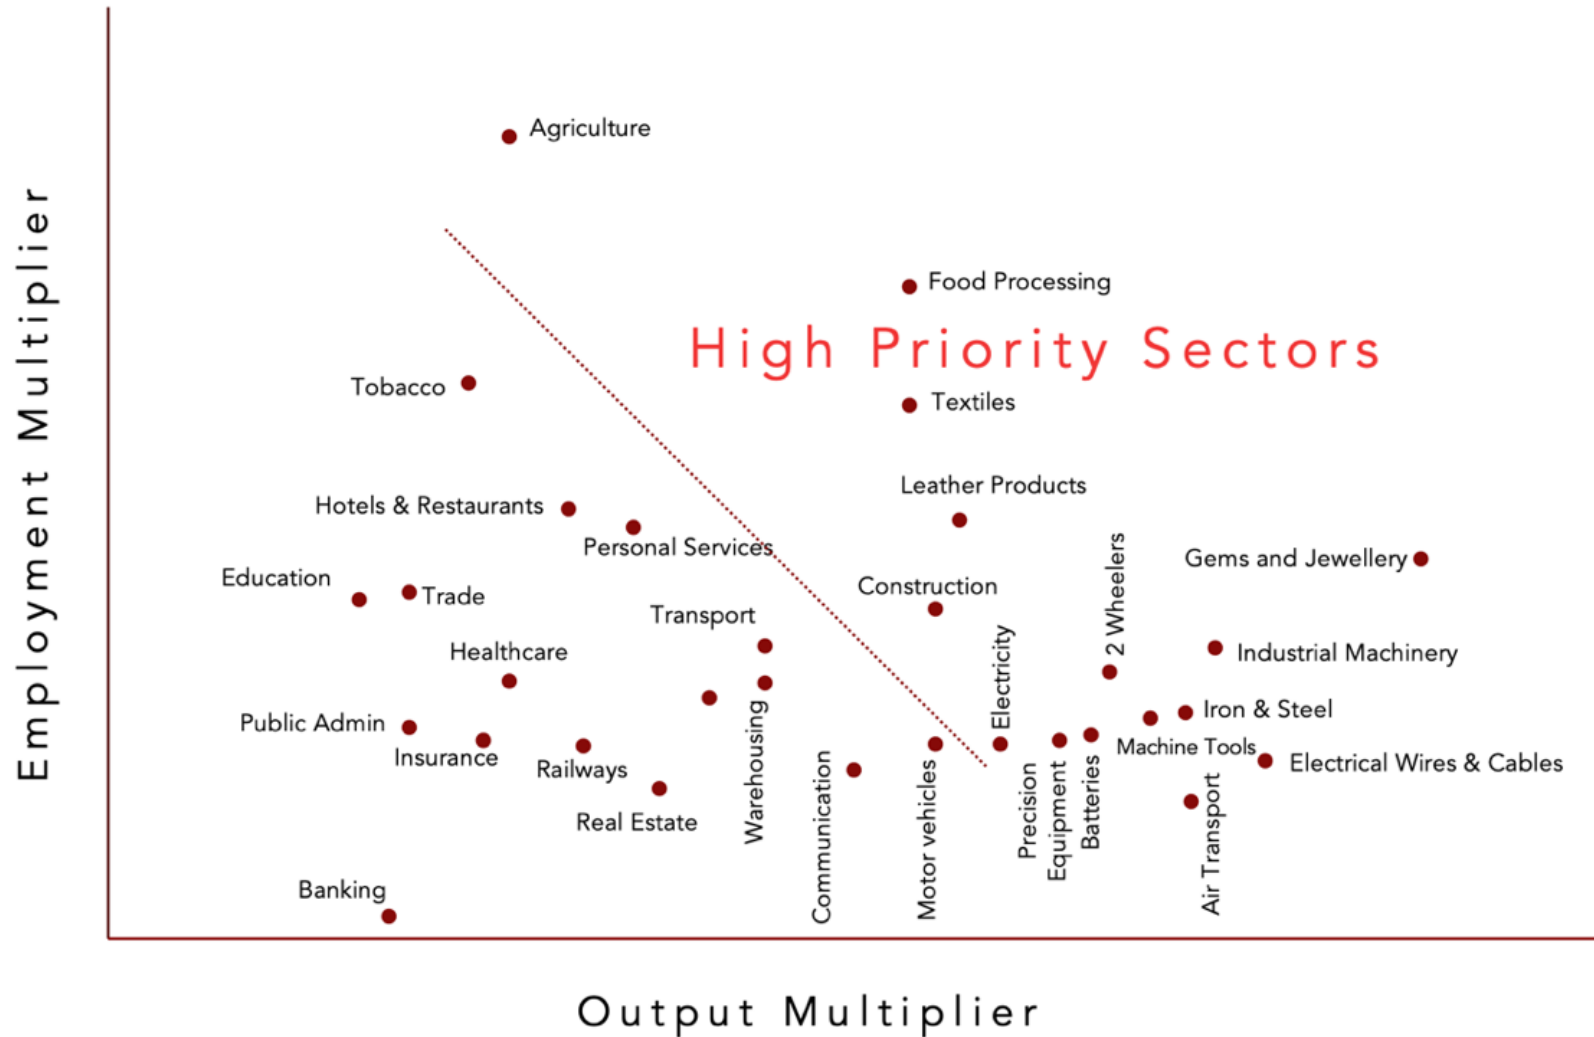 Employment Multiplier
Agriculture
Food Processing
High Priority Sectors
Tobacco
Textiles
Leather Products
Hotels & Restaurants
Personal Services
2 Wheelers
Gems and Jewellery
Education
Trade
Construction
Transport
Electricity
Healthcare
Industrial Machinery
Public Admin
Iron & Steel
Insurance
Machine Tools
Railways
Electrical Wires & Cables
Real Estate
Warehousing
Communication
Motor vehicles
Precision
Equipment
Batteries
Air Transport
Banking
Output Multiplier